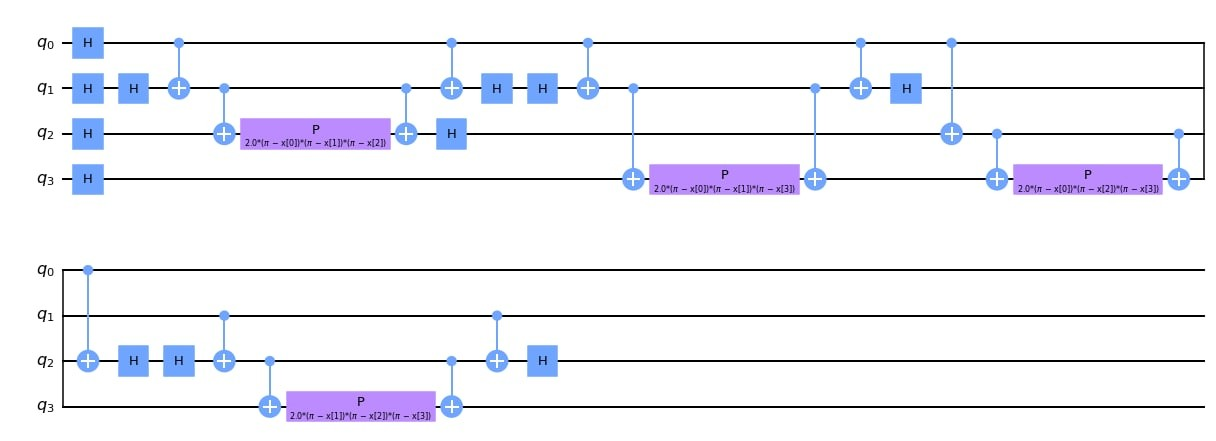 q0 H
q1 H H H H H
q2 H P H
2.0*(π − x[0])*(π − x[1])*(π − x[2])
q3 H P P
2.0*(π − x[0])*(π − x[1])*(π − x[3]) 2.0*(π − x[0])*(π − x[2])*(π − x[3])
q0
q1
q2 H H H
q3 P
2.0*(π − x[1])*(π − x[2])*(π − x[3])